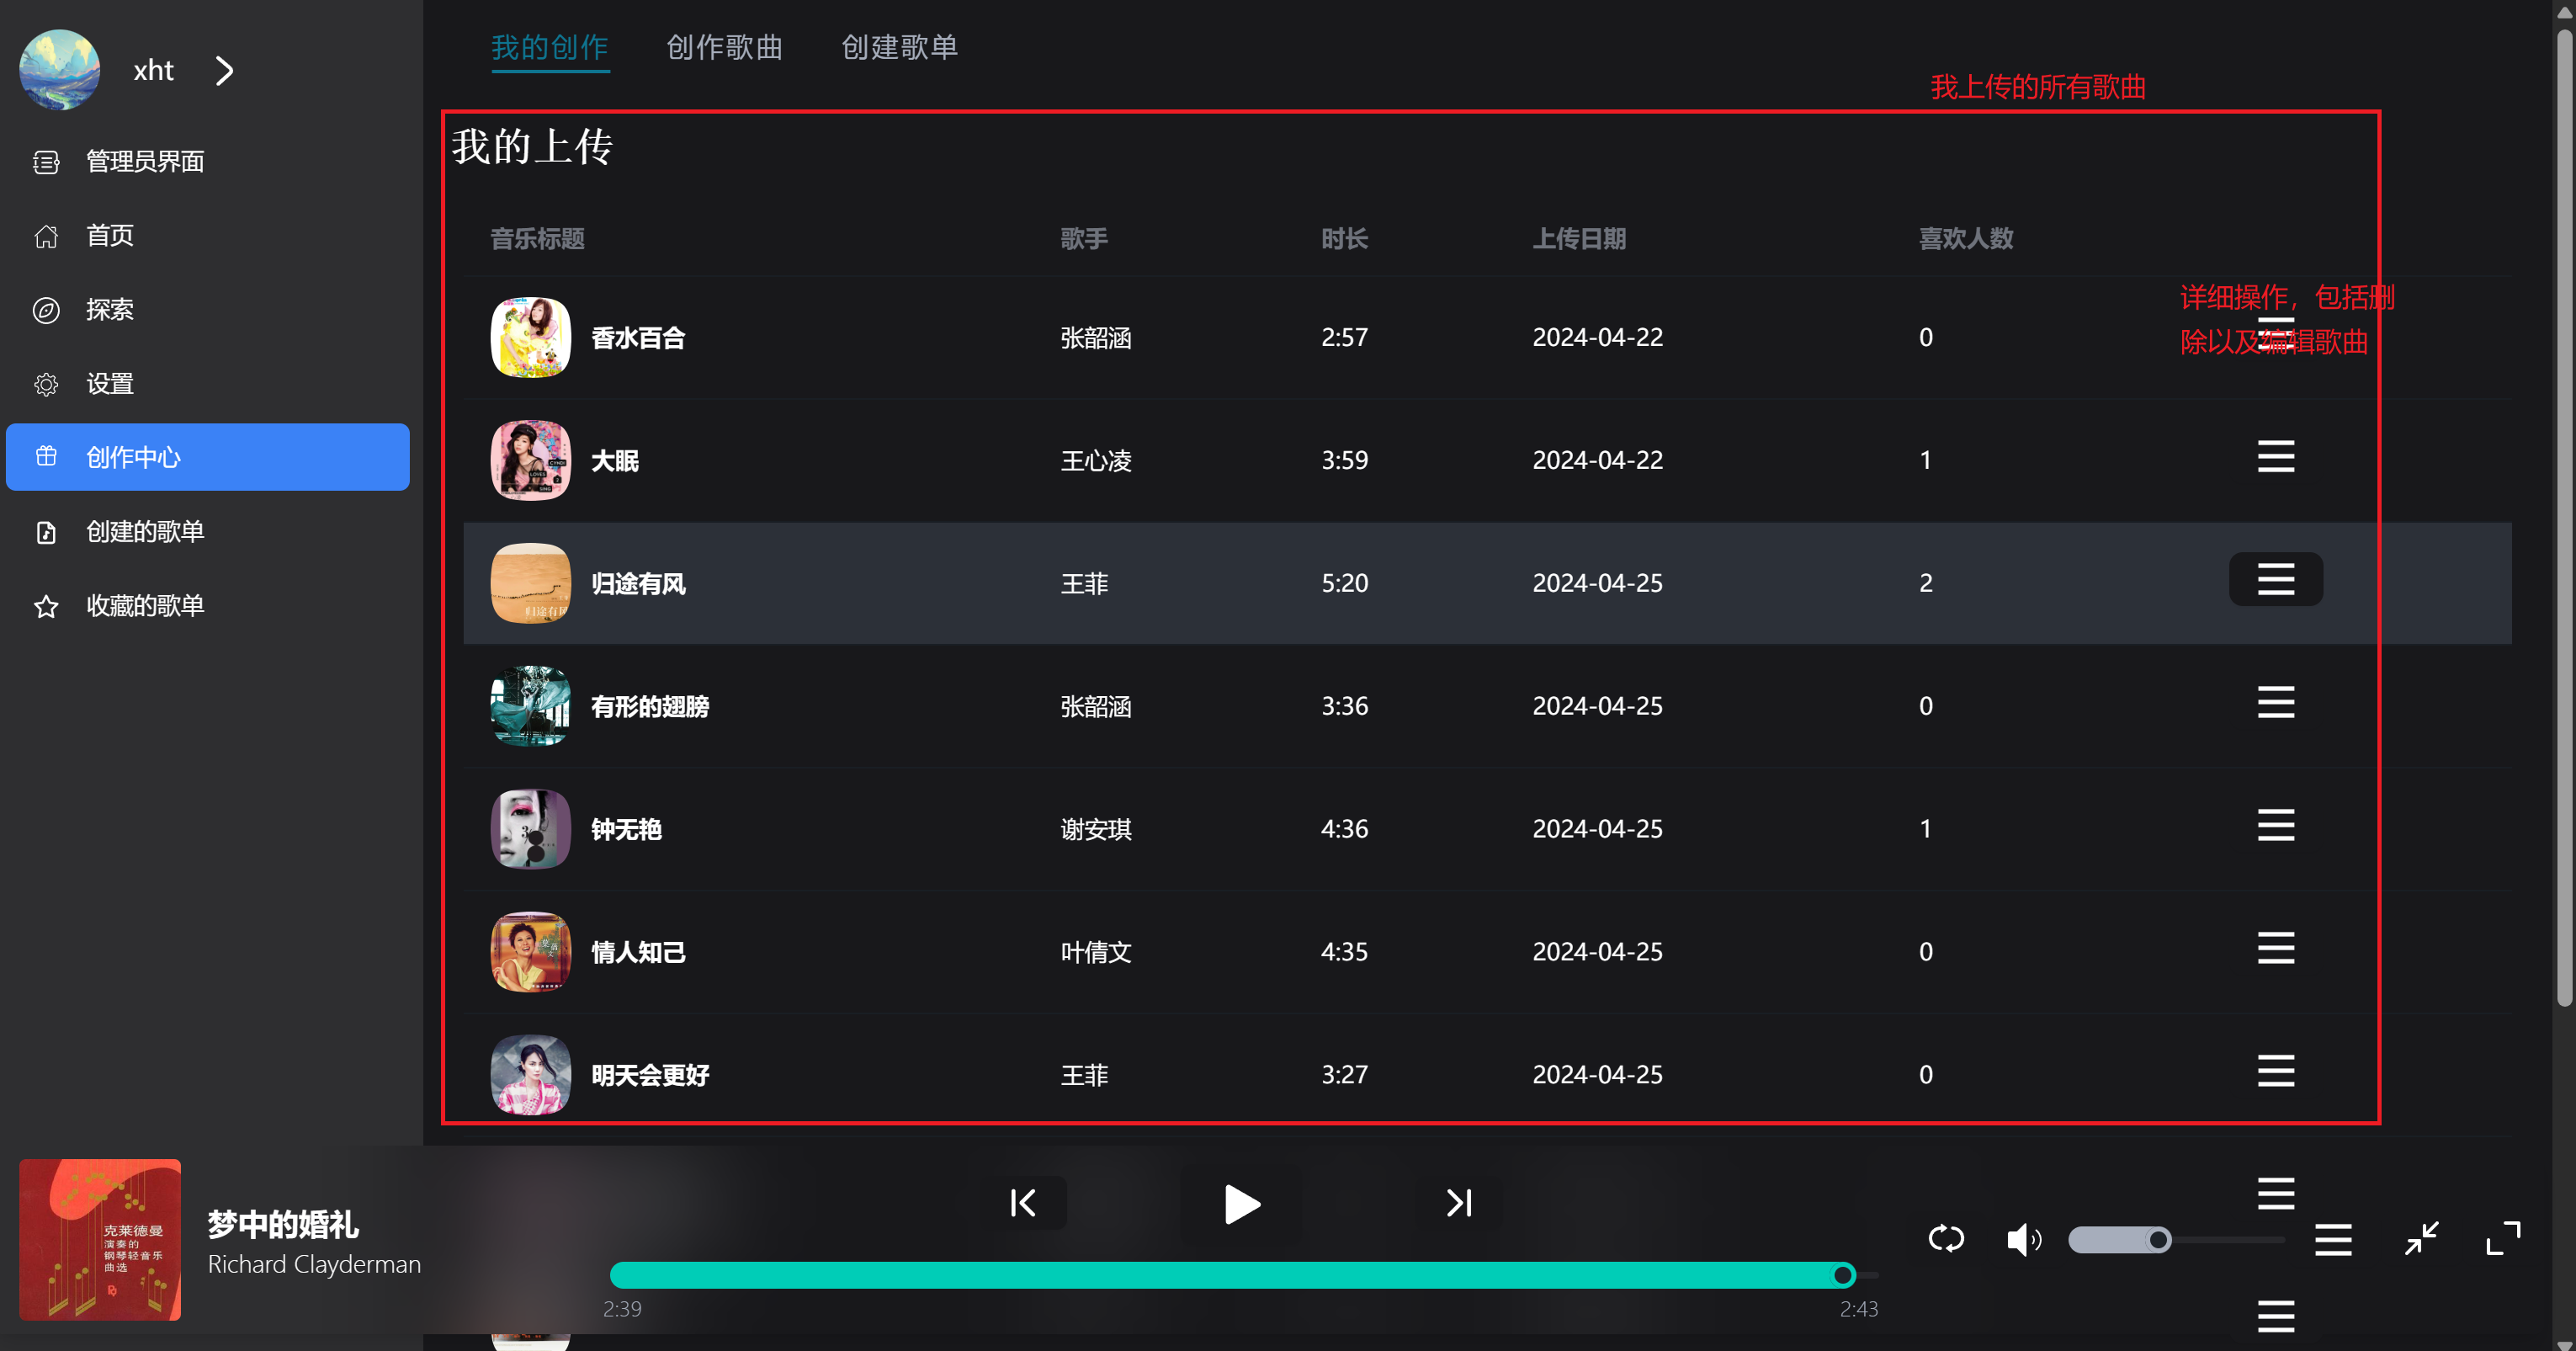 xht
管理员界面
首页
探索
设置
创作中心
创建的歌单
收藏的歌单
我的创作 创作歌曲 创建歌单
我上传的所有歌曲
我的上传
音乐标题 歌手 时长 上传日期 喜欢人数
详细操作，包括删
除以及编辑歌曲
香水百合 张韶涵 2:57 2024-04-22 0
大眠 王心凌 3:59 2024-04-22 1
归途有风 王菲 5:20 2024-04-25 2
归途有风
有形的翅膀 张韶涵 3:36 2024-04-25 0
钟无艳 谢安琪 4:36 2024-04-25 1
情人知己 叶倩文 4:35 2024-04-25 0
明天会更好 王菲 3:27 2024-04-25 0
克莱德曼
演奏的
钢琴轻音乐
曲选
梦中的婚礼
Richard Clayderman
2:39 2:43